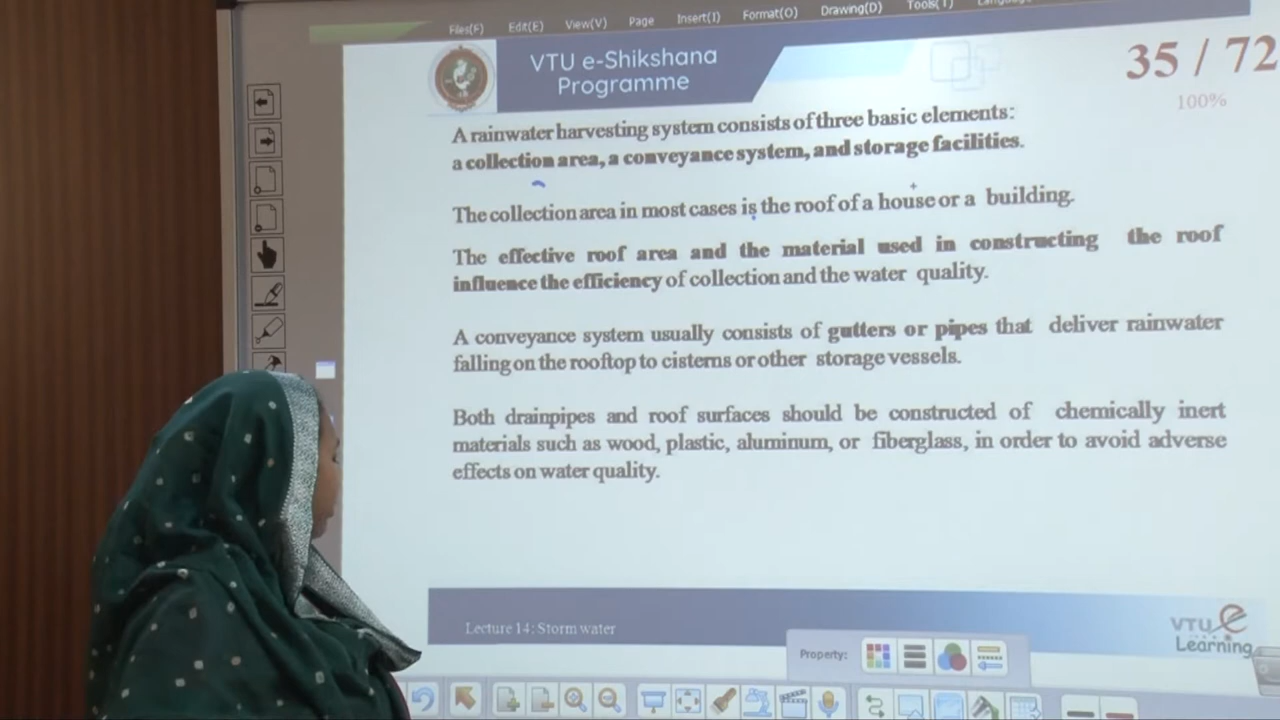 Files(F) Edit(E) View(V) Page Insert(I) Format(O) Drawing(D) Tools(T)
VTU e-Shikshana
Programme
35 / 72
100%
A rainwater harvesting system consists of three basic elements:
a collection area, a conveyance system, and storage facilities.
The collection area in most cases is the roof of a house or a building.
The effective roof area and the material used in constructing the roof
influence the efficiency of collection and the water quality.
A conveyance system usually consists of gutters or pipes that deliver rainwater
falling on the rooftop to cisterns or other storage vessels.
Both drainpipes and roof surfaces should be constructed of chemically inert
materials such as wood, plastic, aluminum, or fiberglass, in order to avoid adverse
effects on water quality.
Lecture 14: Storm water
VTU e
Learning
Property: